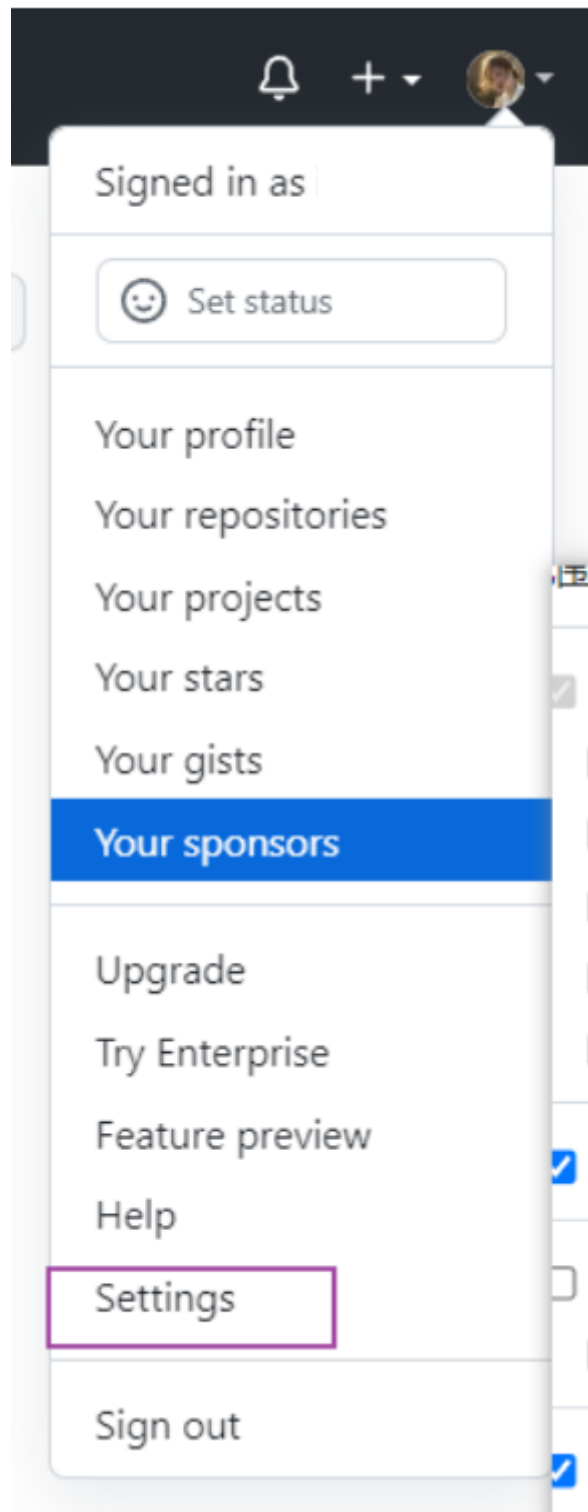 Signed in as
Set status
Your profile
Your repositories
Your projects
Your stars
Your gists
Your sponsors
Upgrade
Try Enterprise
Feature preview
Help
Settings
Sign out